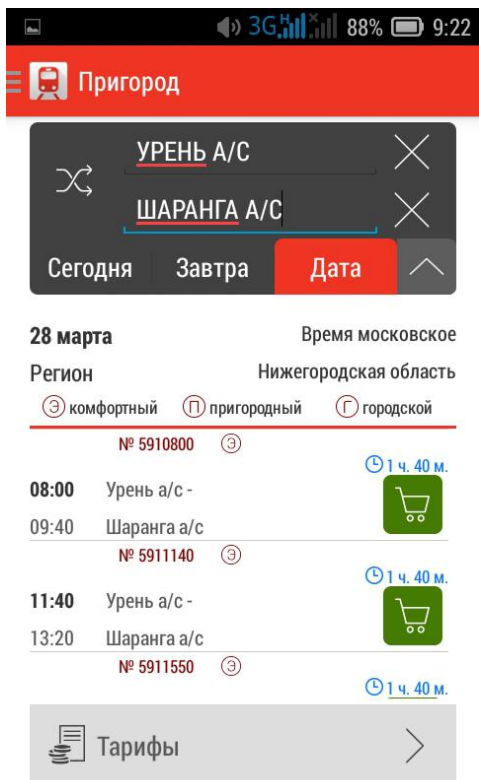 3G H 88% 9:22
Пригород
УРЕНЬ А/С
ШАРАНГА А/С
Сегодня Завтра Дата
28 марта Время московское
Регион Нижегородская область
Э комфортный П пригородный Г городской
№ 5910800 Э
1 ч. 40 м.
08:00 Урень а/с -
09:40 Шаранга а/с
№ 5911140 Э
1 ч. 40 м.
11:40 Урень а/с -
13:20 Шаранга а/с
№ 5911550 Э
1 ч. 40 м.
Тарифы